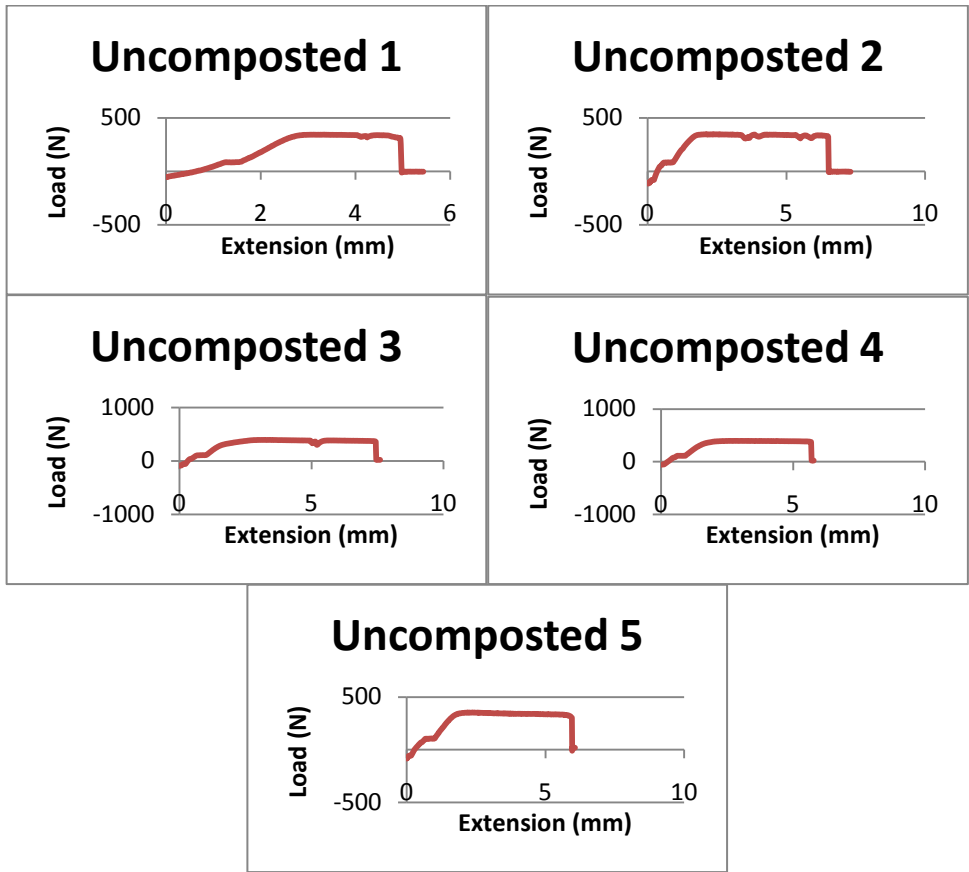 Uncomposted 1
500
-500
0
2
4
6
Load (N)
Extension (mm)
Uncomposted 2
500
-500
0
5
10
Load (N)
Extension (mm)
Uncomposted 3
1000
0
-1000
0
5
10
Load (N)
Extension (mm)
Uncomposted 4
1000
0
-1000
0
5
10
Load (N)
Extension (mm)
Uncomposted 5
500
-500
0
5
10
Load (N)
Extension (mm)